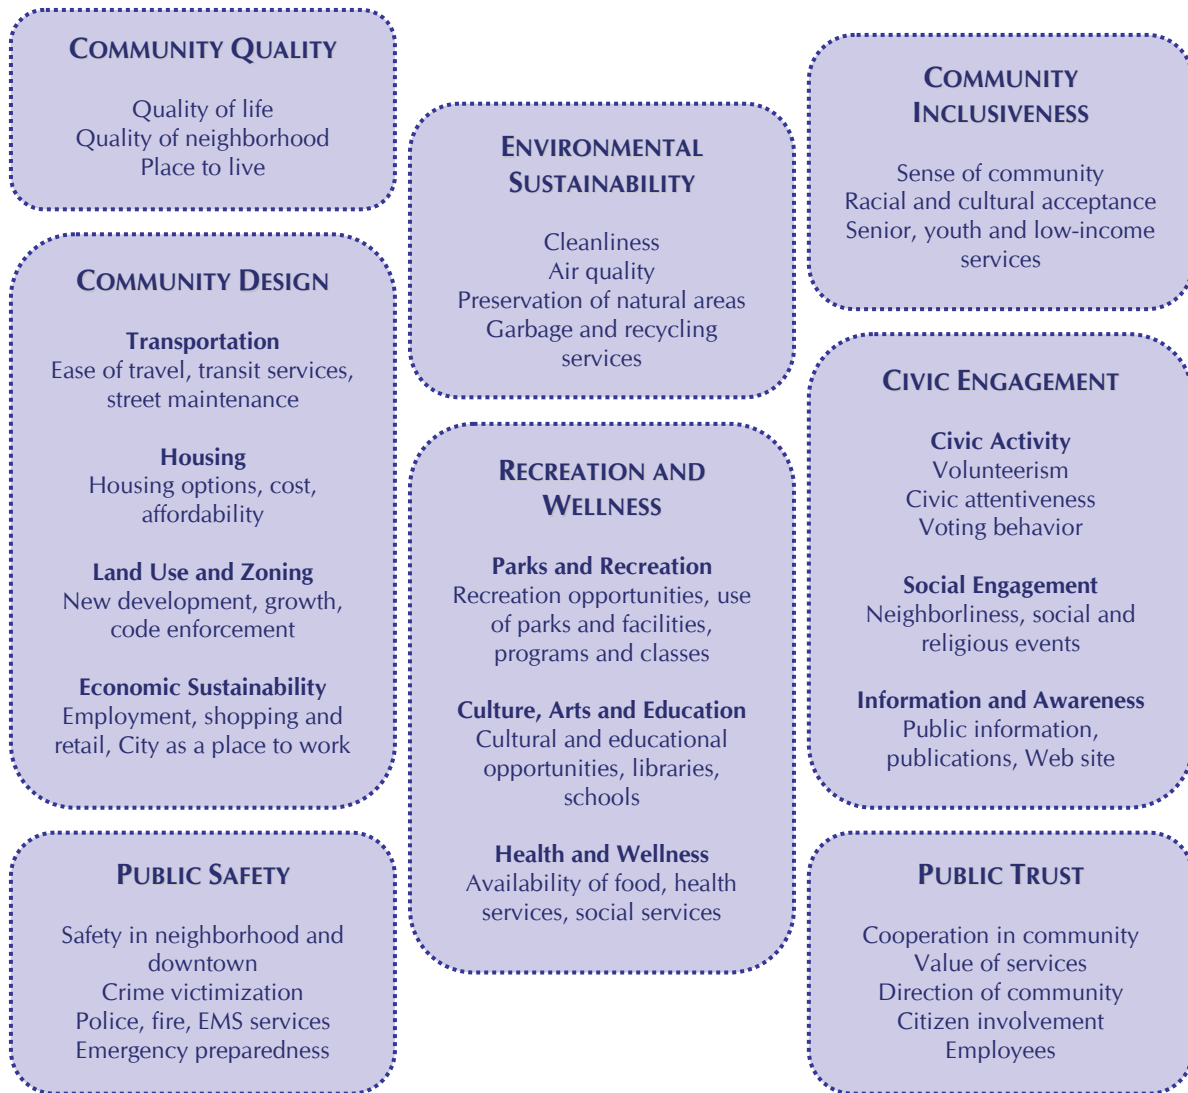 COMMUNITY QUALITY
Quality of life
Quality of neighborhood
Place to live
COMMUNITY DESIGN
Transportation
Ease of travel, transit services,
street maintenance
Housing
Housing options, cost,
affordability
Land Use and Zoning
New development, growth,
code enforcement
Economic Sustainability
Employment, shopping and
retail, City as a place to work
PUBLIC SAFETY
Safety in neighborhood and
downtown
Crime victimization
Police, fire, EMS services
Emergency preparedness
ENVIRONMENTAL
SUSTAINABILITY
Cleanliness
Air quality
Preservation of natural areas
Garbage and recycling
services
RECREATION AND
WELLNESS
Parks and Recreation
Recreation opportunities, use
of parks and facilities,
programs and classes
Culture, Arts and Education
Cultural and educational
opportunities, libraries,
schools
Health and Wellness
Availability of food, health
services, social services
COMMUNITY
INCLUSIVENESS
Sense of community
Racial and cultural acceptance
Senior, youth and low-income
services
CIVIC ENGAGEMENT
Civic Activity
Volunteerism
Civic attentiveness
Voting behavior
Social Engagement
Neighborliness, social and
religious events
Information and Awareness
Public information,
publications, Web site
PUBLIC TRUST
Cooperation in community
Value of services
Direction of community
Citizen involvement
Employees